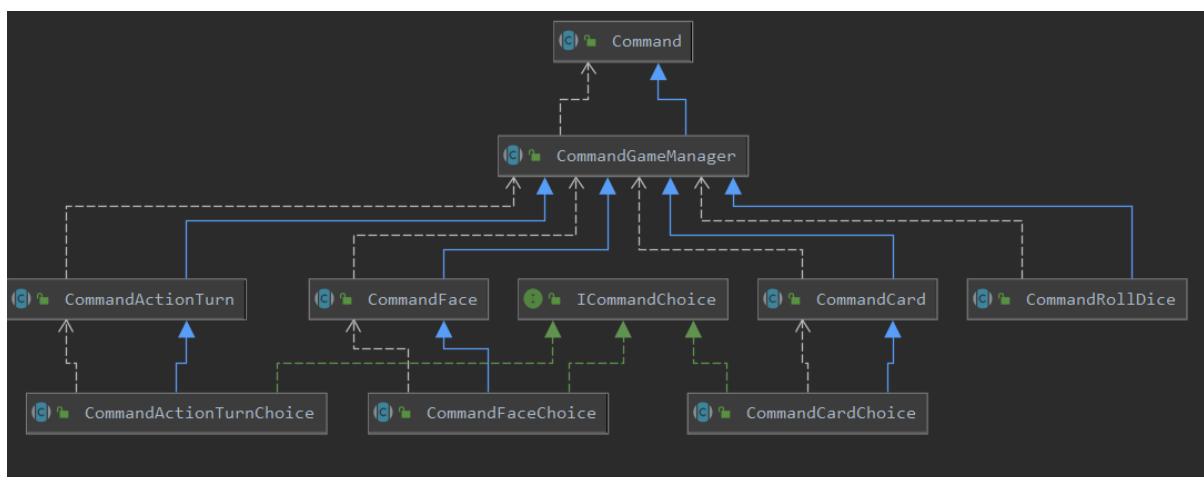 Command
CommandGameManager
CommandActionTurn
CommandFace
ICommandChoice
CommandCard
CommandRollDice
CommandActionTurnChoice
CommandFaceChoice
CommandCardChoice